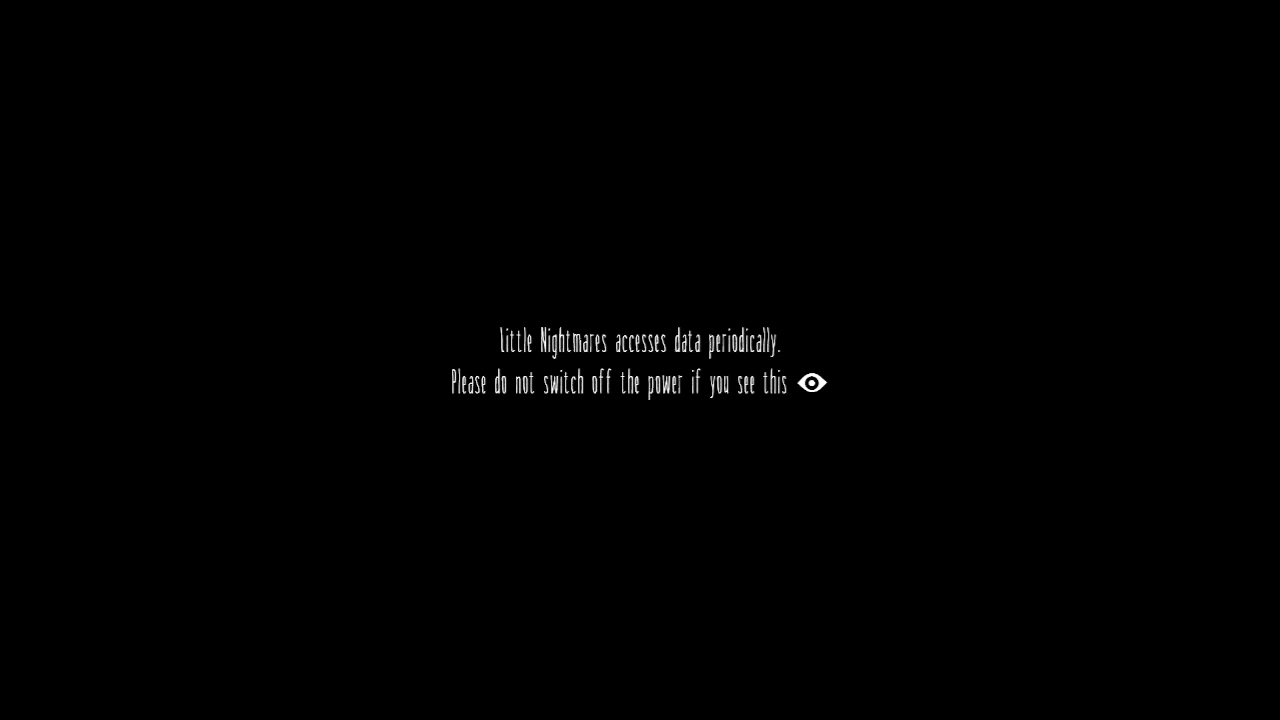 Little Nightmares accesses data periodically.
Please do not switch off the power if you see this